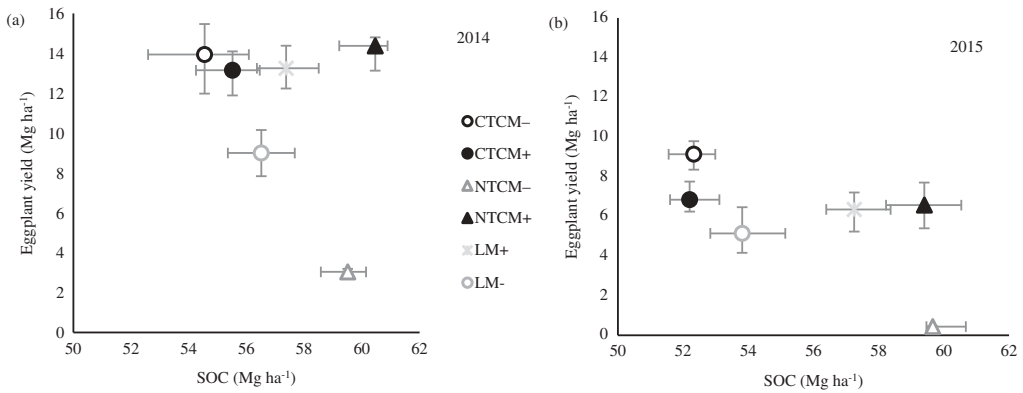 (a)
2014
16
14
12
10
8
6
4
2
0
Eggplant yield (Mg ha⁻¹)
50 52 54 56 58 60 62
SOC (Mg ha⁻¹)
CTCM–
CTCM+
NTCM–
NTCM+
LM+
LM-
(b)
2015
16
14
12
10
8
6
4
2
0
Eggplant yield (Mg ha⁻¹)
50 52 54 56 58 60 62
SOC (Mg ha⁻¹)